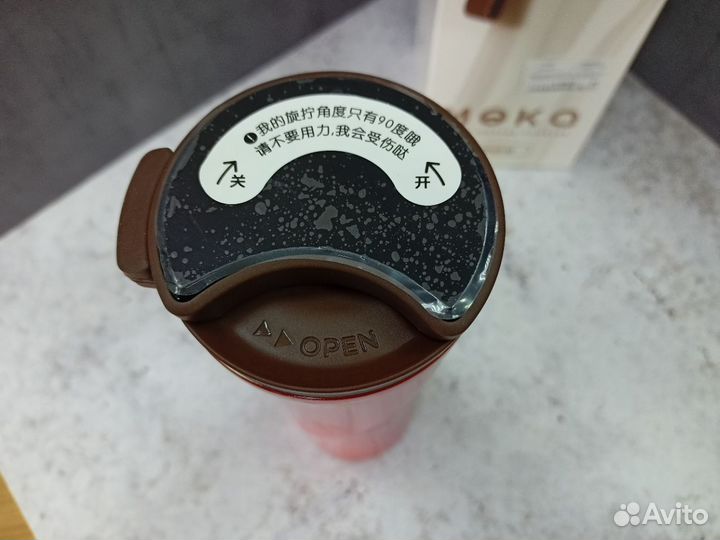 MOKO
❶我的旋拧角度只有90度哦
请不要用力,我会受伤哒
关
开
OPEN
Avito